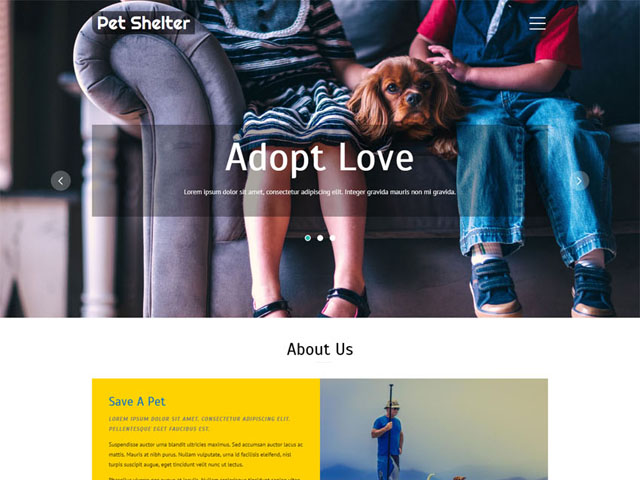 Pet Shelter
Adopt Love
Lorem ipsum dolor sit amet, consectetur adipiscing elit. Integer gravida mauris non mi gravida.
About Us
Save A Pet
LOREM IPSUM DOLOR SIT AMET, CONSECTETUR ADIPISCING ELIT.
PELLENTESQUE EGET FAUCIBUS EST.
Suspendisse auctor urna blandit ultricies maximus. Sed accumsan auctor lacus ac
mattis. Mauris at nibh purus. Nullam vulputate, urna id facilisis eleifend, nisl
turpis suscipit augue, eget tincidunt velit nunc ut lectus.